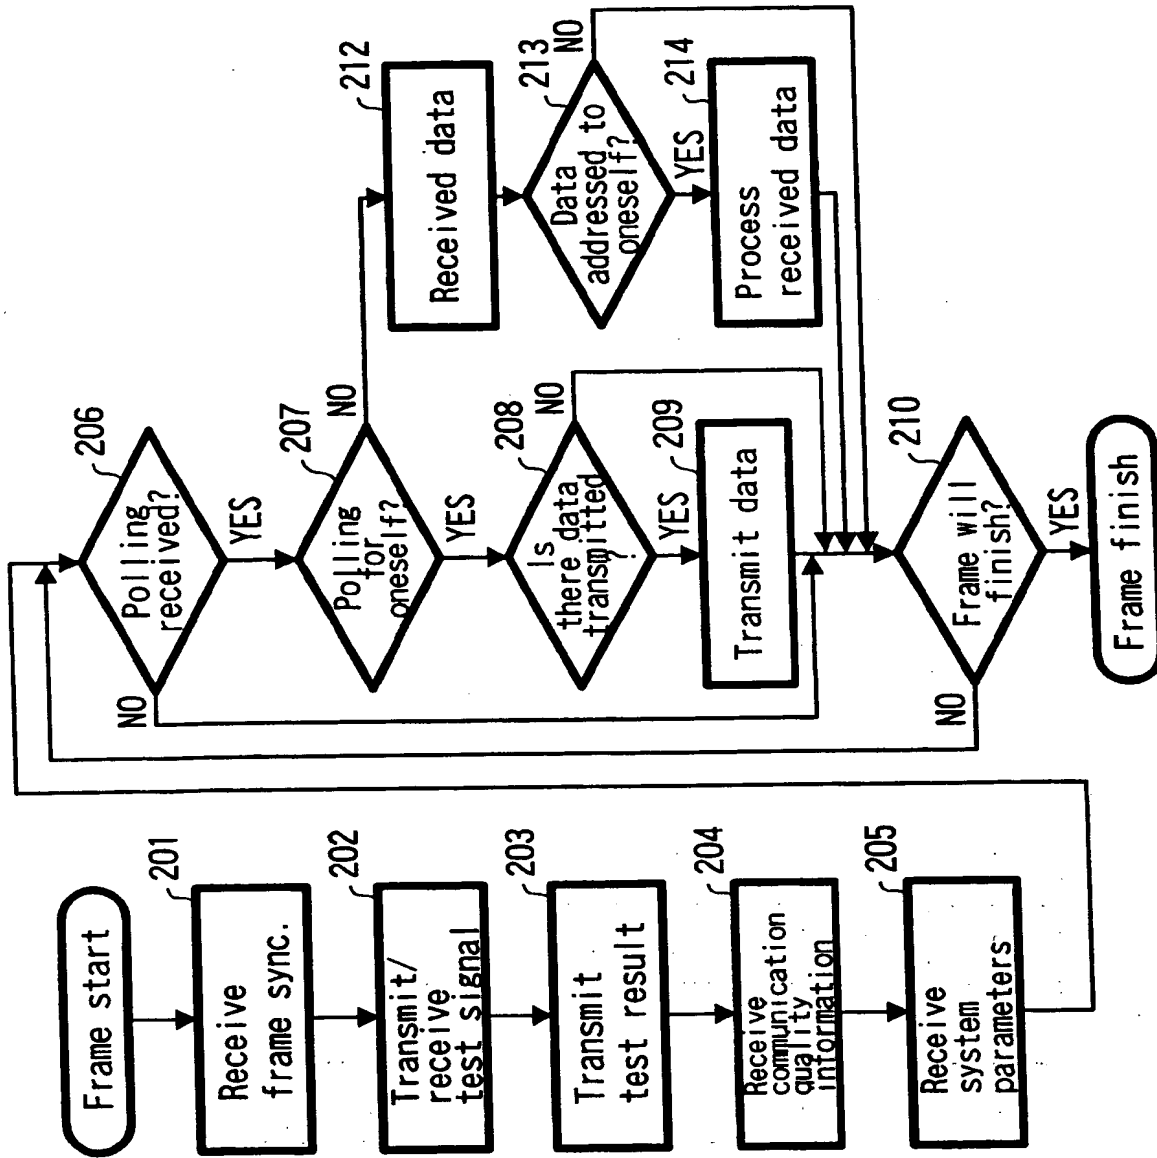 Frame start
201
Receive
frame sync.
202
Transmit/
receive
test signal
203
Transmit
test result
204
Receive
communication
quality
information
205
Receive
system
parameters
206
Polling
received?
NO
YES
207
Polling
for
oneself?
NO
YES
208
Is
there data
transmitted
?
NO
YES
209
Transmit data
210
Frame will
finish?
NO
YES
Frame finish
212
Received data
213
Data
addressed to
oneself?
NO
YES
214
Process
received data